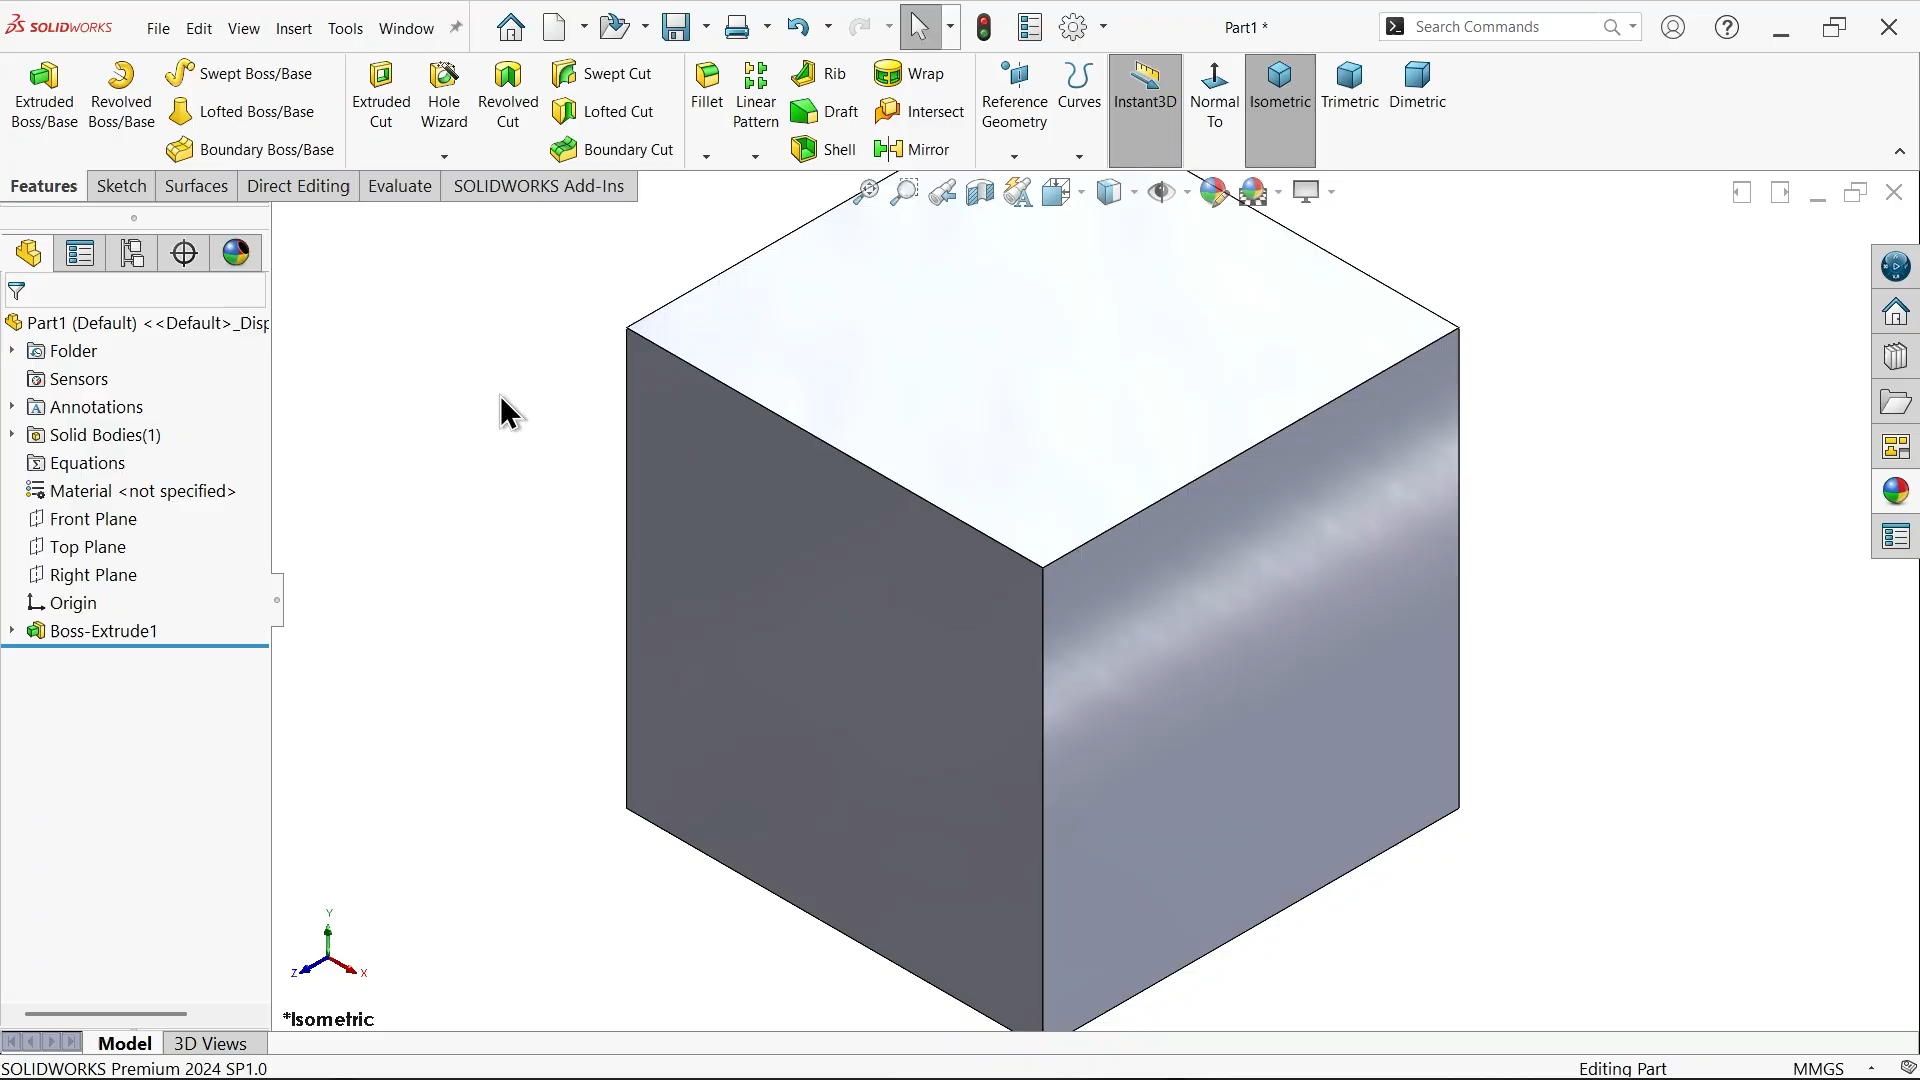 SOLIDWORKS File Edit View Insert Tools Window Part1 * Search Commands
Extruded Boss/Base
Revolved Boss/Base
Swept Boss/Base
Lofted Boss/Base
Boundary Boss/Base
Extruded Cut
Hole Wizard
Revolved Cut
Swept Cut
Lofted Cut
Boundary Cut
Fillet
Linear Pattern
Rib
Draft
Shell
Wrap
Intersect
Mirror
Reference Geometry
Curves
Instant3D
Normal To
Isometric
Trimetric
Dimetric
Features Sketch Surfaces Direct Editing Evaluate SOLIDWORKS Add-Ins
Part1 (Default) <<Default>_Disp
Folder
Sensors
Annotations
Solid Bodies(1)
Equations
Material <not specified>
Front Plane
Top Plane
Right Plane
Origin
Boss-Extrude1
Y
Z X
*Isometric
Model 3D Views
SOLIDWORKS Premium 2024 SP1.0 Editing Part MMGS